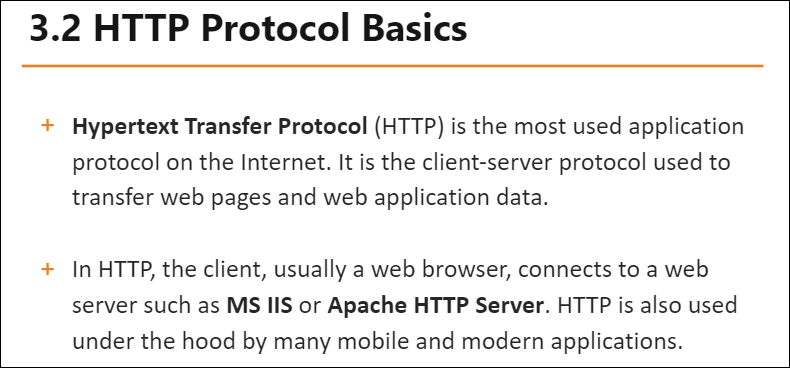 3.2 HTTP Protocol Basics
+ Hypertext Transfer Protocol (HTTP) is the most used application
protocol on the Internet. It is the client-server protocol used to
transfer web pages and web application data.
+ In HTTP, the client, usually a web browser, connects to a web
server such as MS IIS or Apache HTTP Server. HTTP is also used
under the hood by many mobile and modern applications.